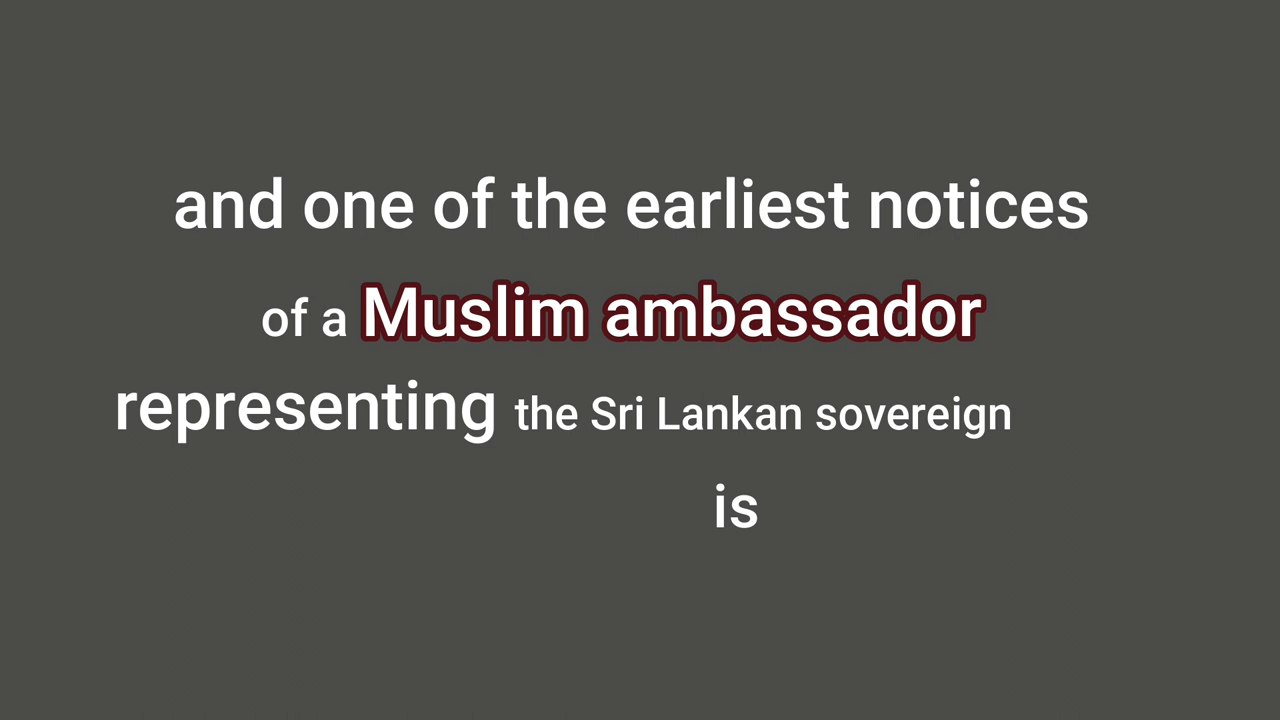 and one of the earliest notices
of a Muslim ambassador
representing the Sri Lankan sovereign
is